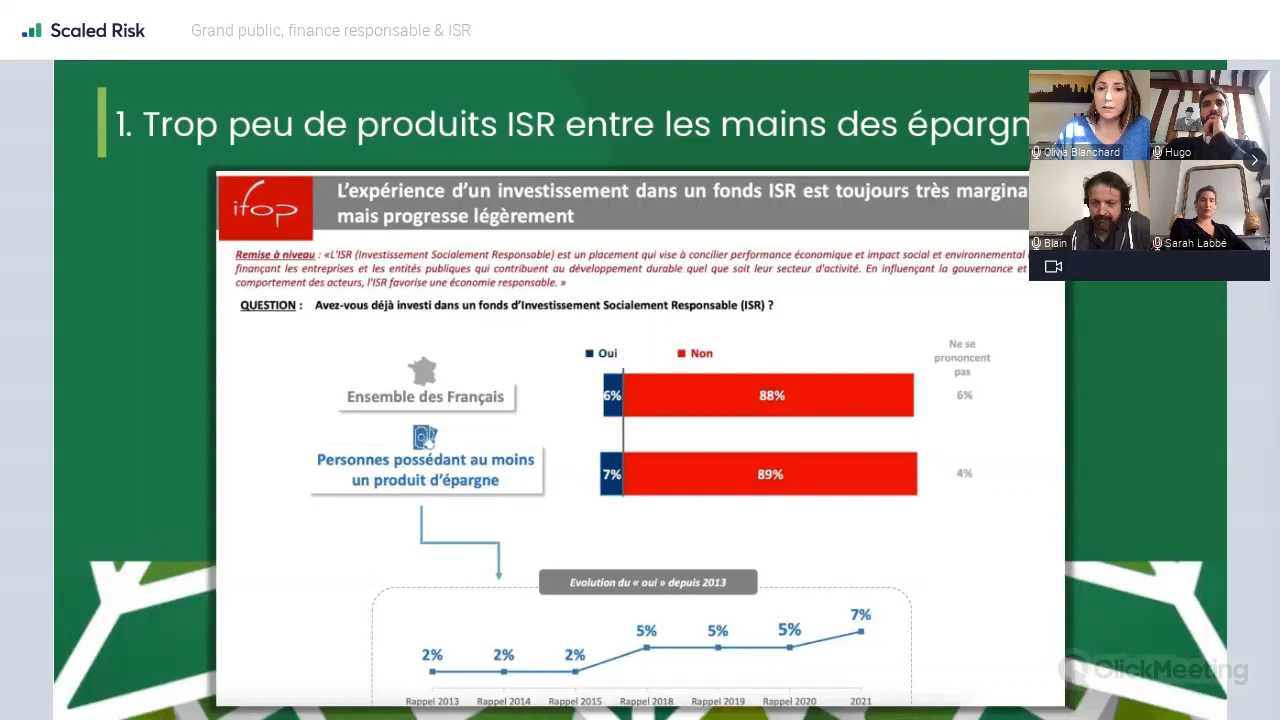 Scaled Risk
Grand public, finance responsable & ISR
1. Trop peu de produits ISR entre les mains des épargn
ifop
L'expérience d'un investissement dans un fonds ISR est toujours très margina
mais progresse légèrement
Remise à niveau : «L'ISR (Investissement Socialement Responsable) est un placement qui vise à concilier performance économique et impact social et environnemental
finançant les entreprises et les entités publiques qui contribuent au développement durable quel que soit leur secteur d'activité. En influençant la gouvernance et
comportement des acteurs, l'ISR favorise une économie responsable. »
QUESTION : Avez-vous déjà investi dans un fonds d'Investissement Socialement Responsable (ISR) ?
Oui
Non
Ne se
prononcent
pas
Ensemble des Français
6%
88%
6%
Personnes possédant au moins
un produit d'épargne
7%
89%
4%
Evolution du « oui » depuis 2013
2%
2%
2%
5%
5%
5%
7%
Rappel 2013
Rappel 2014
Rappel 2015
Rappel 2018
Rappel 2019
Rappel 2020
2021
Olivia Blanchard
Hugo
Blain
Sarah Labbé
ClickMeeting